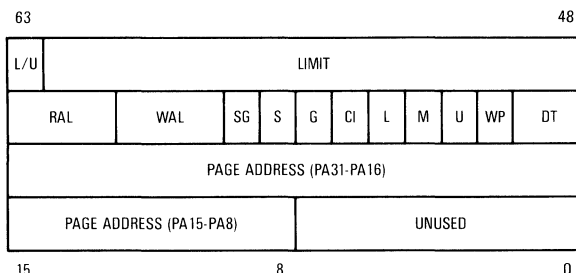 63 48
L/U LIMIT
RAL WAL SG S G CI L M U WP DT
PAGE ADDRESS (PA31-PA16)
PAGE ADDRESS (PA15-PA8) UNUSED
15 8 0